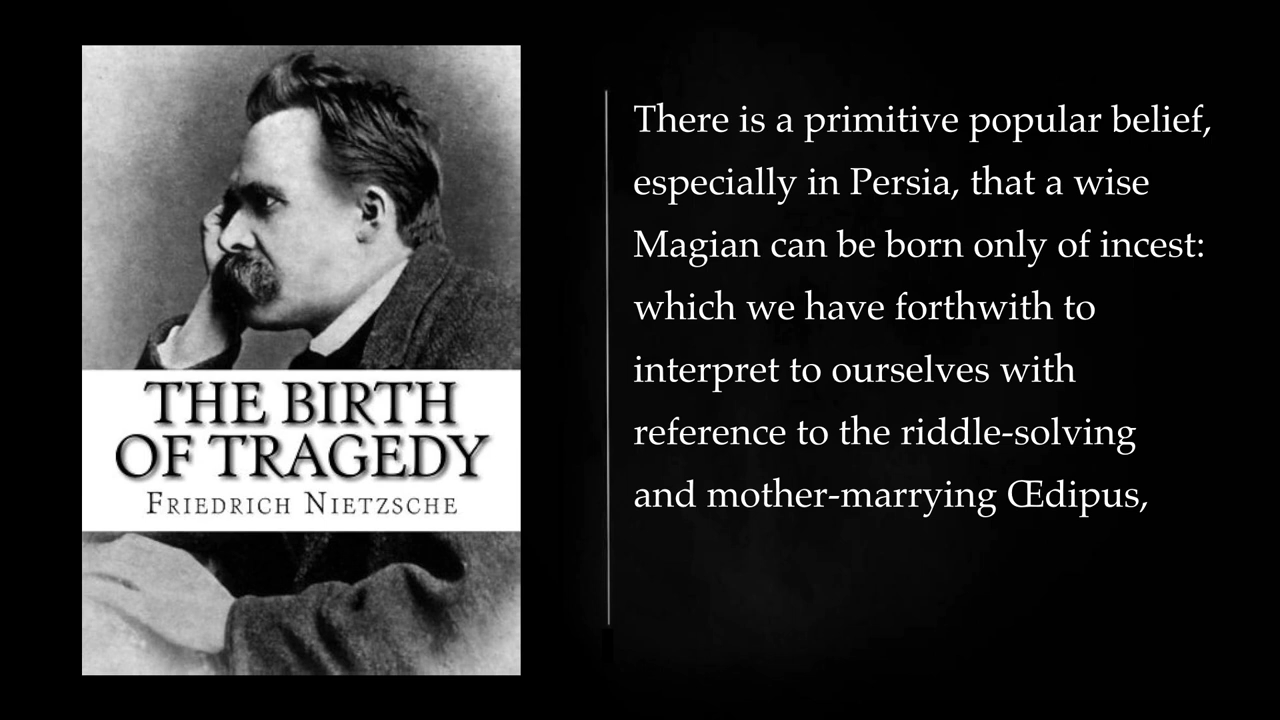 THE BIRTH
OF TRAGEDY
FRIEDRICH NIETZSCHE
There is a primitive popular belief,
especially in Persia, that a wise
Magian can be born only of incest:
which we have forthwith to
interpret to ourselves with
reference to the riddle-solving
and mother-marrying Œdipus,